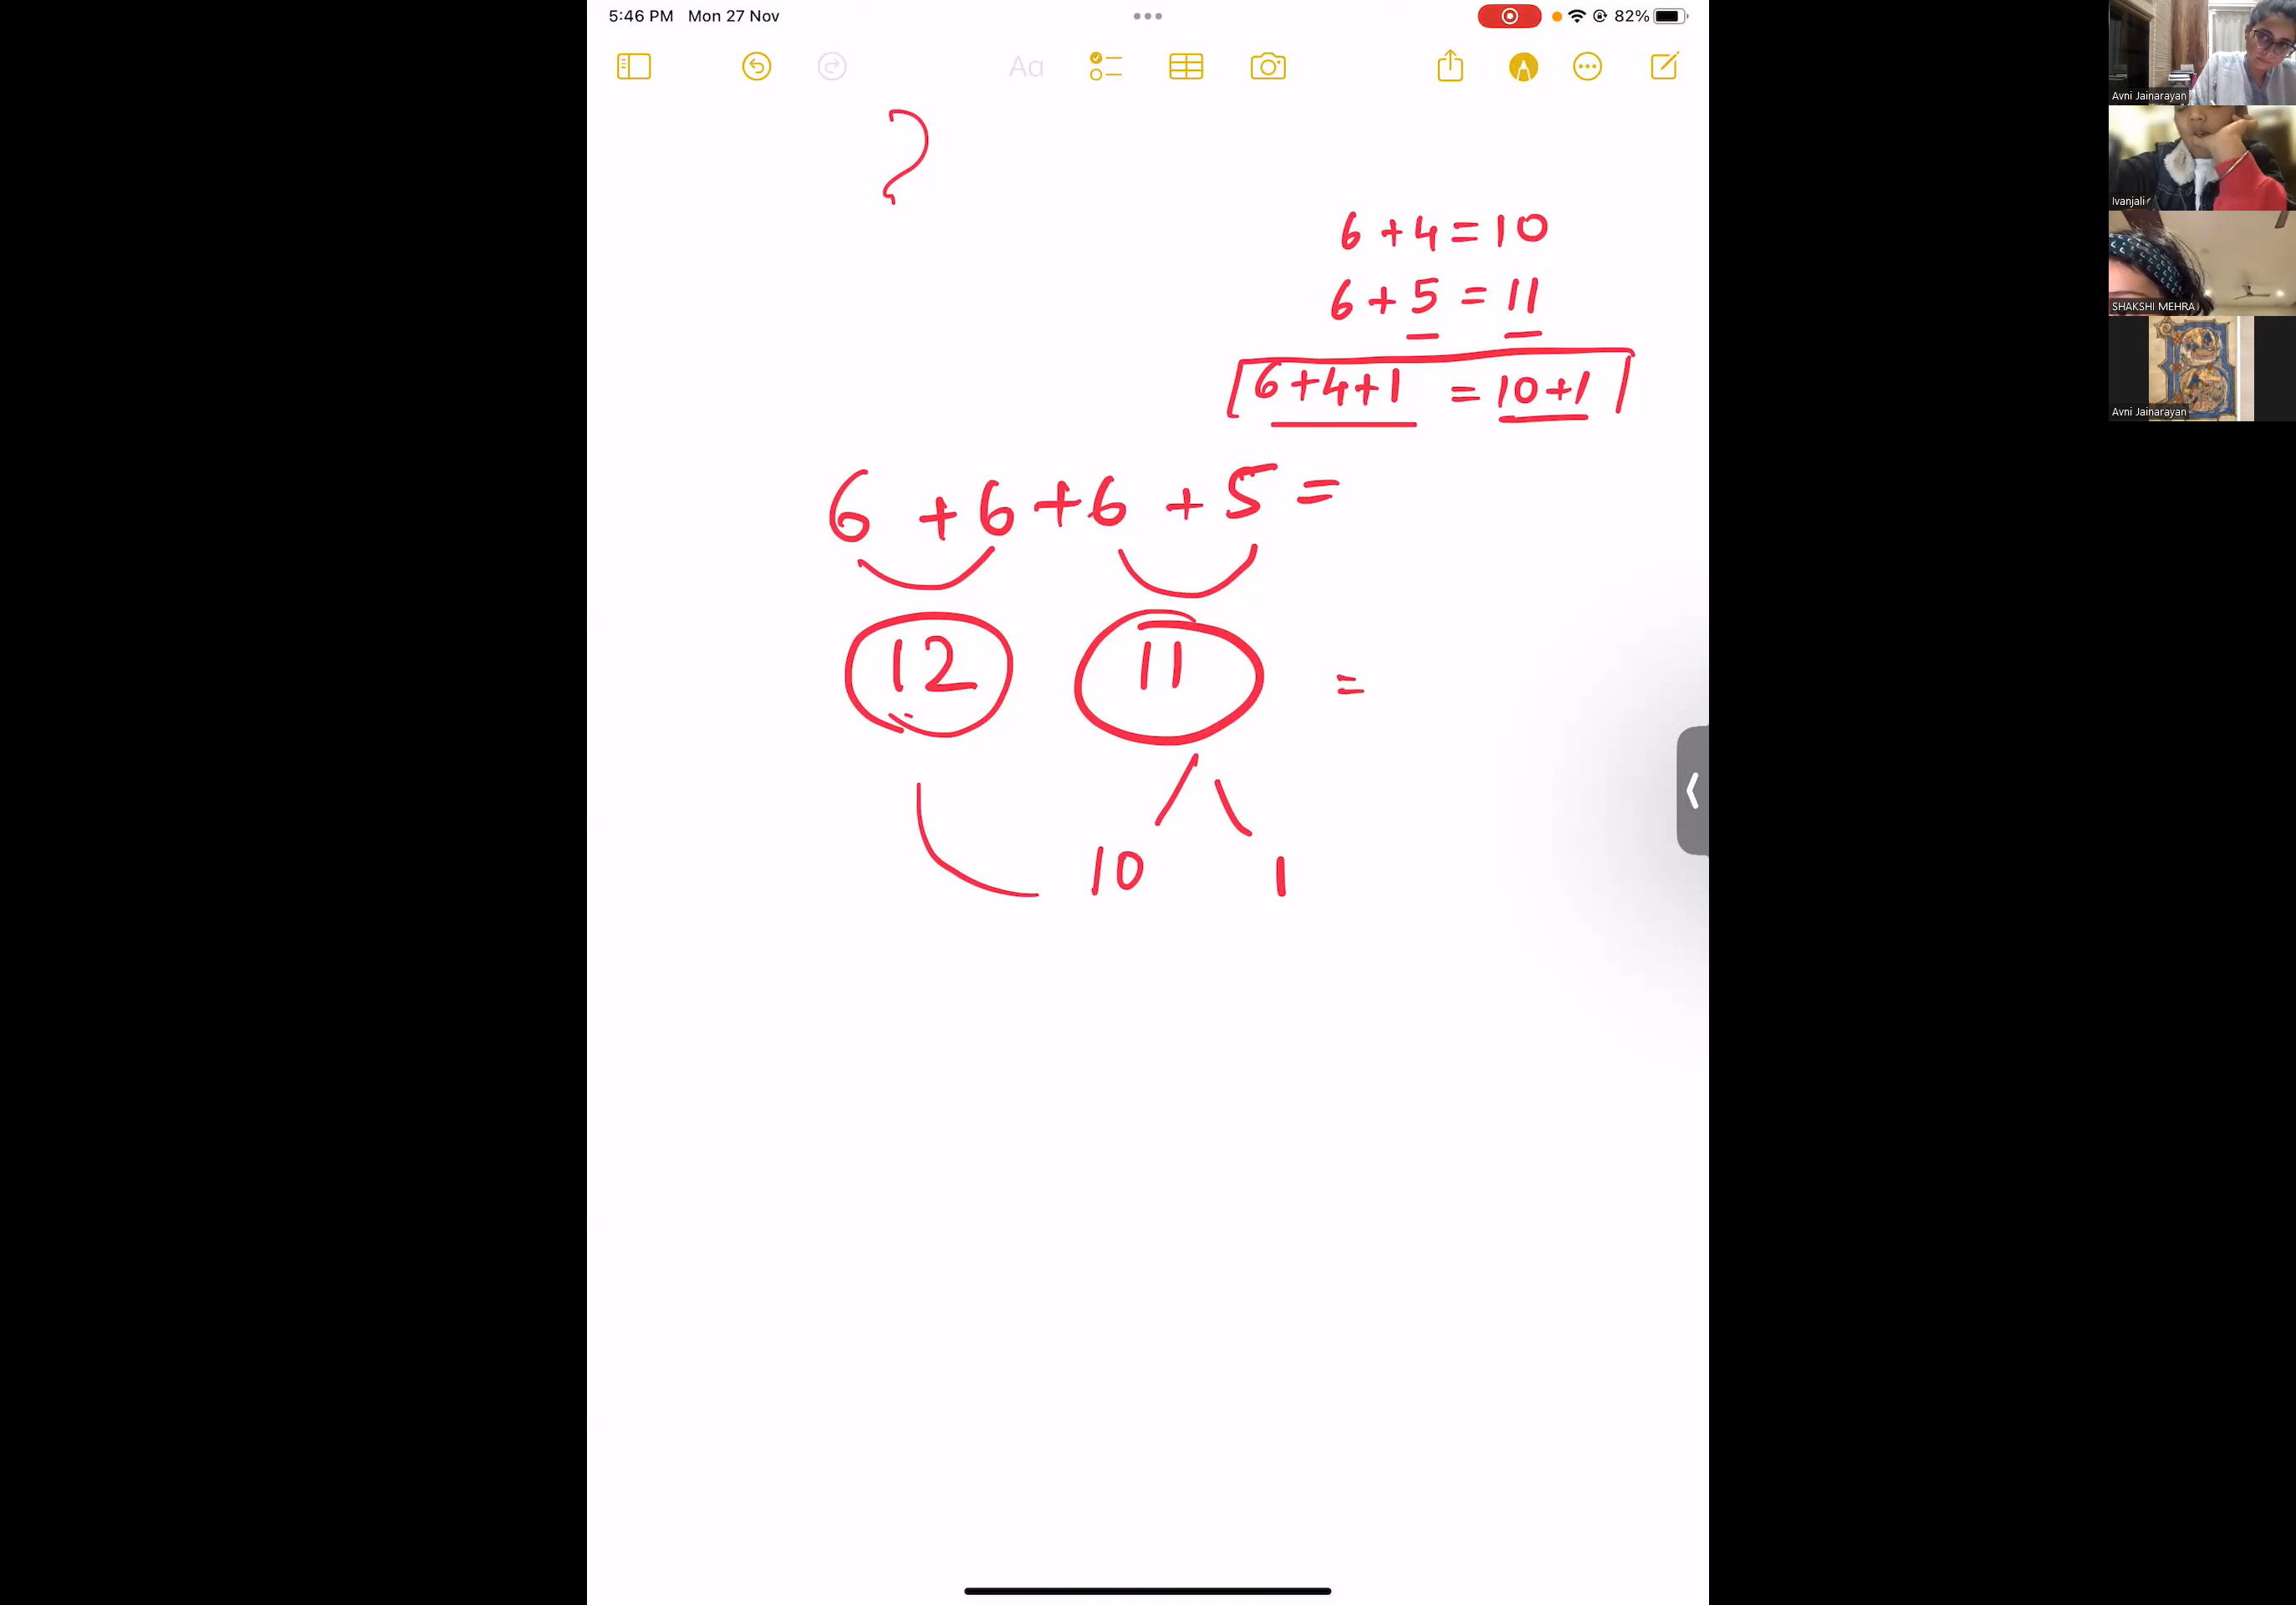 5:46 PM Mon 27 Nov
82%
Aa
Avni Jainarayan
Ivanjali
SHAKSHI MEHRA
Avni Jainarayan
?
6 + 4 = 10
6 + 5 = 11
6+4+1 = 10+1
6 + 6 + 6 + 5 =
12 11 =
10 1